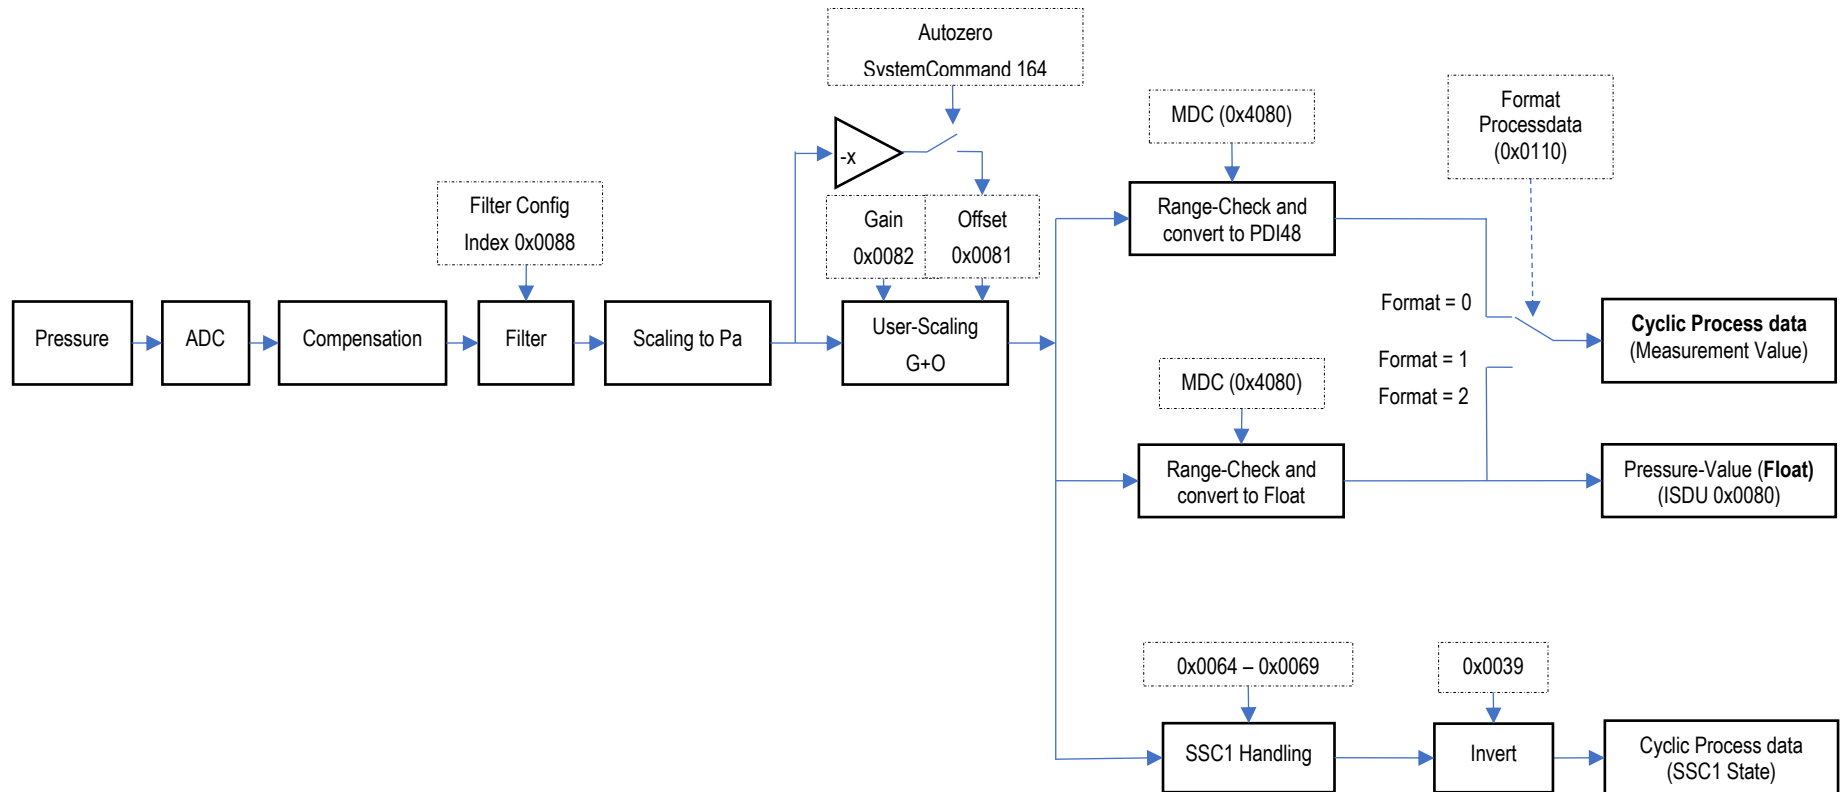 Autozero
SystemCommand 164
MDC (0x4080)
Format
Processdata
(0x0110)
-x
Filter Config
Index 0x0088
Gain
0x0082
Offset
0x0081
Range-Check and
convert to PDI48
Pressure
ADC
Compensation
Filter
Scaling to Pa
User-Scaling
G+O
Format = 0
Format = 1
Format = 2
Cyclic Process data
(Measurement Value)
MDC (0x4080)
Range-Check and
convert to Float
Pressure-Value (Float)
(ISDU 0x0080)
0x0064 – 0x0069
0x0039
SSC1 Handling
Invert
Cyclic Process data
(SSC1 State)